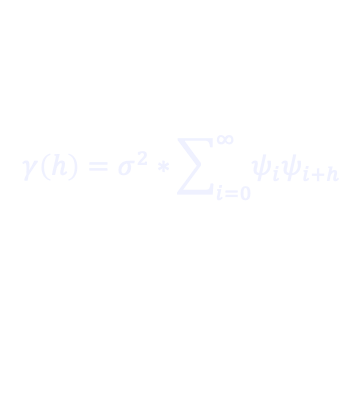 γ(h) = σ² * ∑_{i=0}^{∞} ψ_i ψ_{i+h}